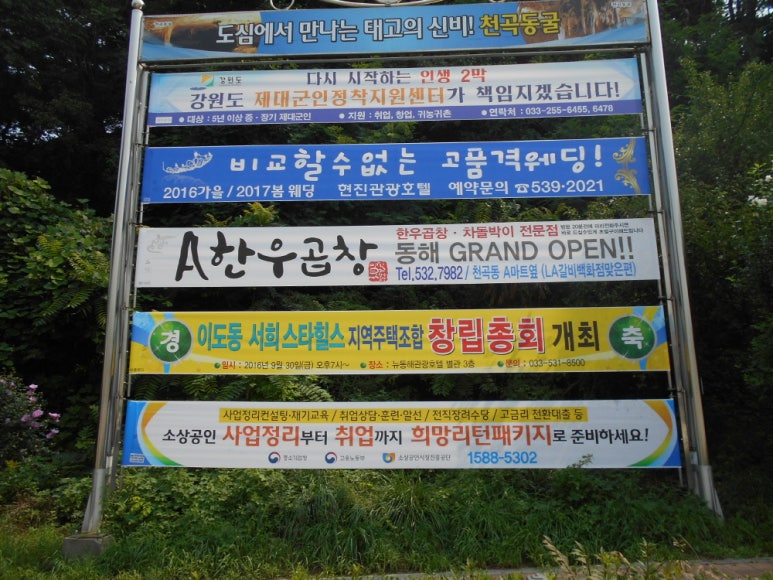 도심에서 만나는 태고의 신비! 천곡동굴
강원도
다시 시작하는 인생 2막
강원도 제대군인정착지원센터가 책임지겠습니다!
● 대상 : 5년 이상 중·장기 제대군인 ● 지원 : 취업, 창업, 귀농귀촌 ● 연락처 : 033-255-6455, 6478
비교할수없는 고품격웨딩!
2016가을 / 2017봄 웨딩 현진관광호텔 예약문의 ☎539·2021
A한우곱창
한우곱창·차돌박이 전문점
동해 GRAND OPEN!!
Tel.532.7982 / 천곡동 A마트옆 (LA갈비백화점맞은편)
경 이도동 서희스타힐스 지역주택조합 창립총회 개최 축
● 일시 : 2016년 9월 30일(금) 오후7시~ ● 장소 : 뉴동해관광호텔 별관 3층 ● 문의 : 033-531-8500
사업정리컨설팅·재기교육 / 취업상담·훈련·알선 / 전직장려수당 / 고금리 전환대출 등
소상공인 사업정리부터 취업까지 희망리턴패키지로 준비하세요!
중소기업청 고용노동부 소상공인시장진흥공단 1588-5302